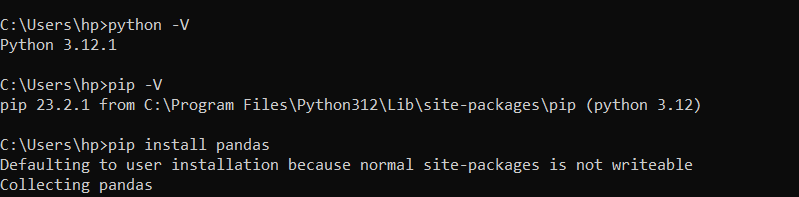 C:\Users\hp>python -V
Python 3.12.1
C:\Users\hp>pip -V
pip 23.2.1 from C:\Program Files\Python312\Lib\site-packages\pip (python 3.12)
C:\Users\hp>pip install pandas
Defaulting to user installation because normal site-packages is not writeable
Collecting pandas